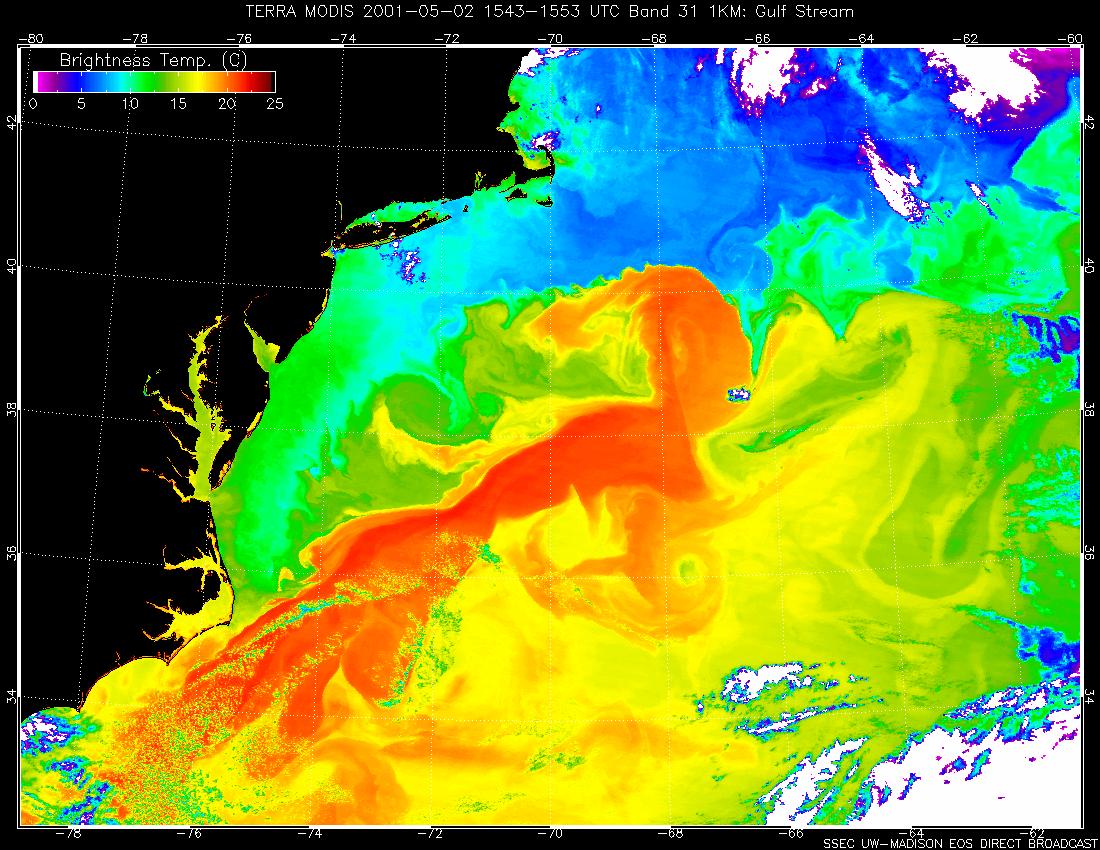 TERRA MODIS 2001-05-02 1543-1553 UTC Band 31 1KM: Gulf Stream
-80 -78 -74 -72 -70 -68 -66 -64 -62 -60
Brightness Temp. (C)
0 5 10 15 20 25
42 42
40 40
38 38
36 36
34 34
-78 -76 -74 -72 -70 -68 -66 -64 -62
SSEC UW-MADISON EOS DIRECT BROADCAST